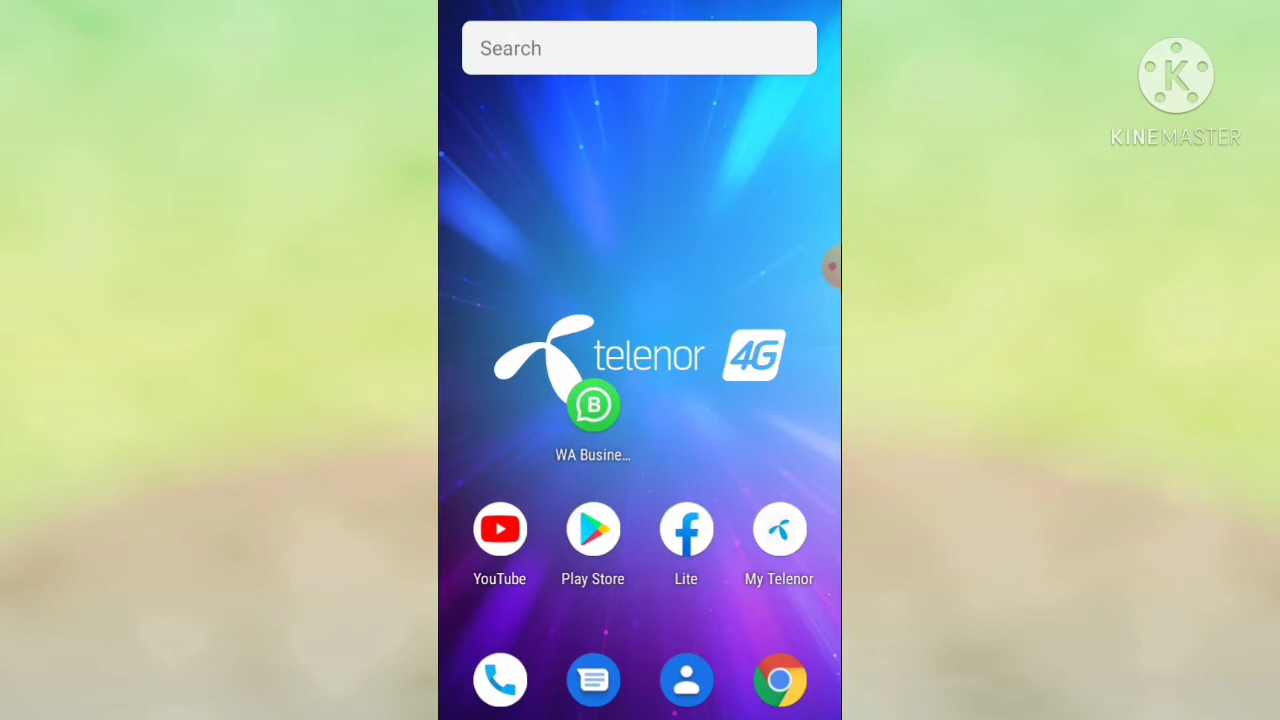 Search
K
KINEMASTER
telenor 4G
B
WA Busine...
YouTube
Play Store
Lite
My Telenor